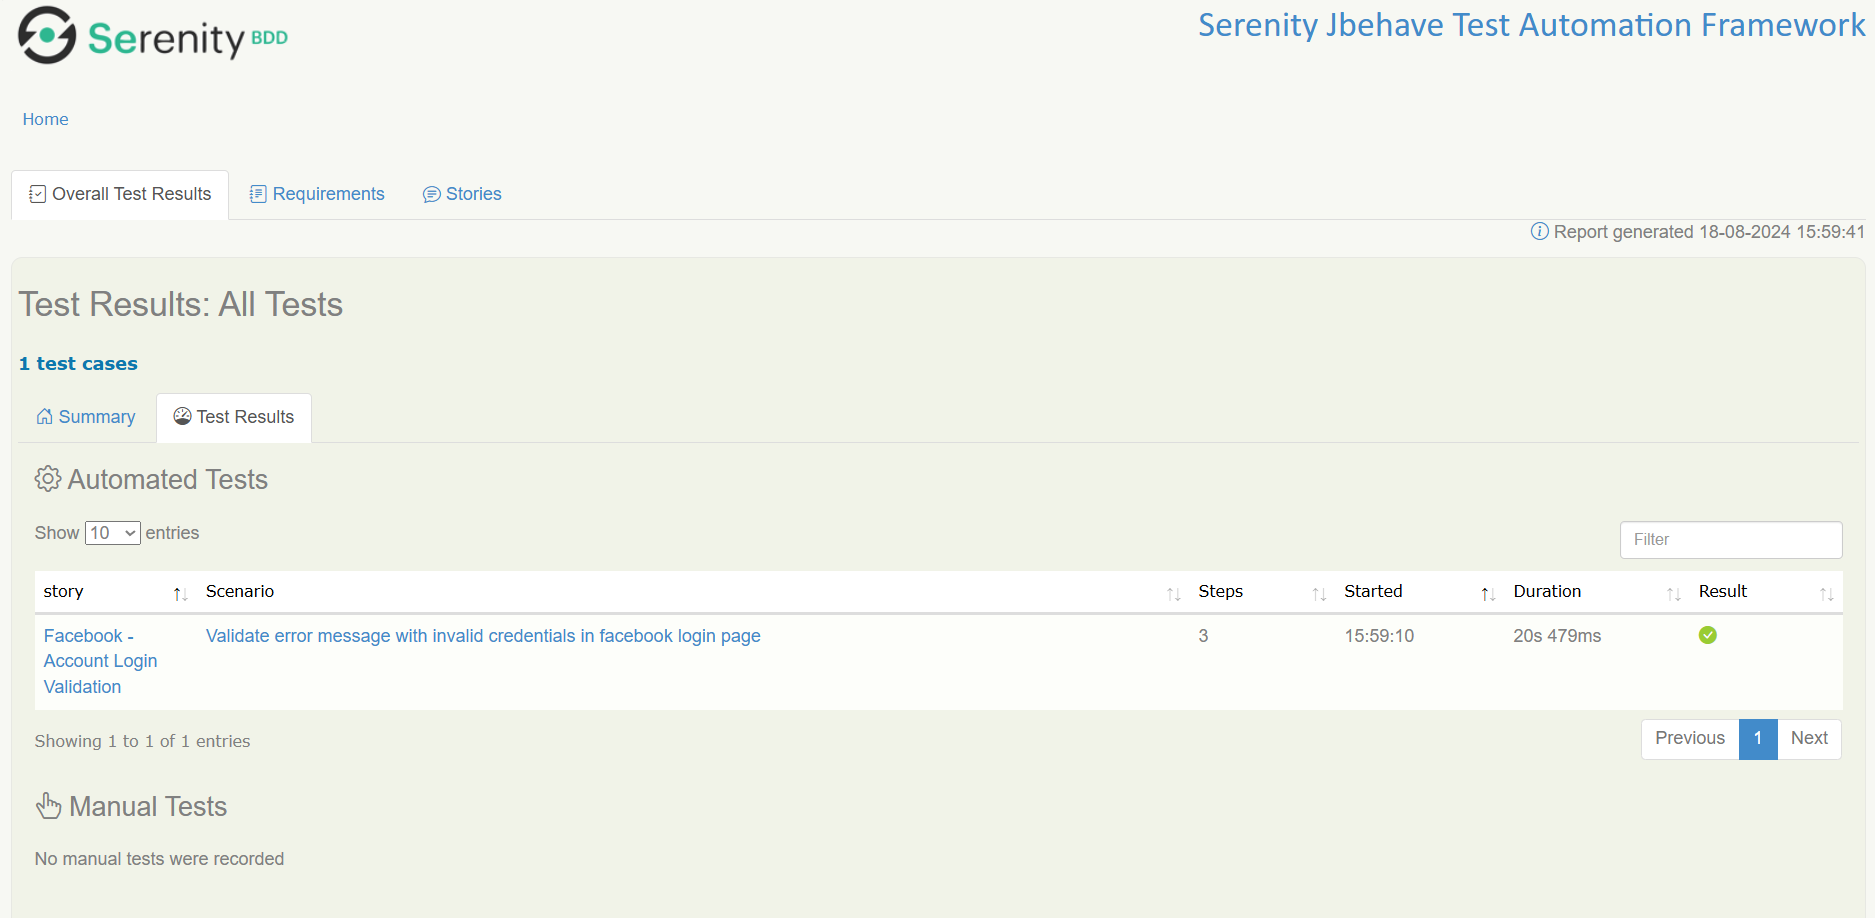 Serenity BDD
Serenity Jbehave Test Automation Framework
Home
Overall Test Results
Requirements
Stories
Report generated 18-08-2024 15:59:41
Test Results: All Tests
1 test cases
Summary
Test Results
Automated Tests
Show 10 entries
Filter
story Scenario Steps Started Duration Result
Facebook - Validate error message with invalid credentials in facebook login page 3 15:59:10 20s 479ms
Account Login
Validation
Showing 1 to 1 of 1 entries
Previous 1 Next
Manual Tests
No manual tests were recorded